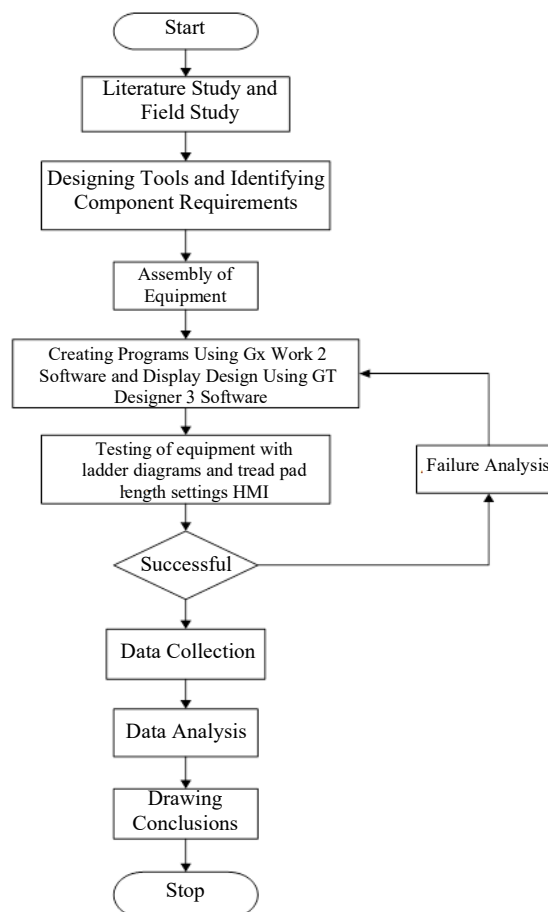 Start
Literature Study and
Field Study
Designing Tools and Identifying
Component Requirements
Assembly of
Equipment
Creating Programs Using Gx Work 2
Software and Display Design Using GT
Designer 3 Software
Testing of equipment with
ladder diagrams and tread pad
length settings HMI
Failure Analysis
Successful
Data Collection
Data Analysis
Drawing
Conclusions
Stop